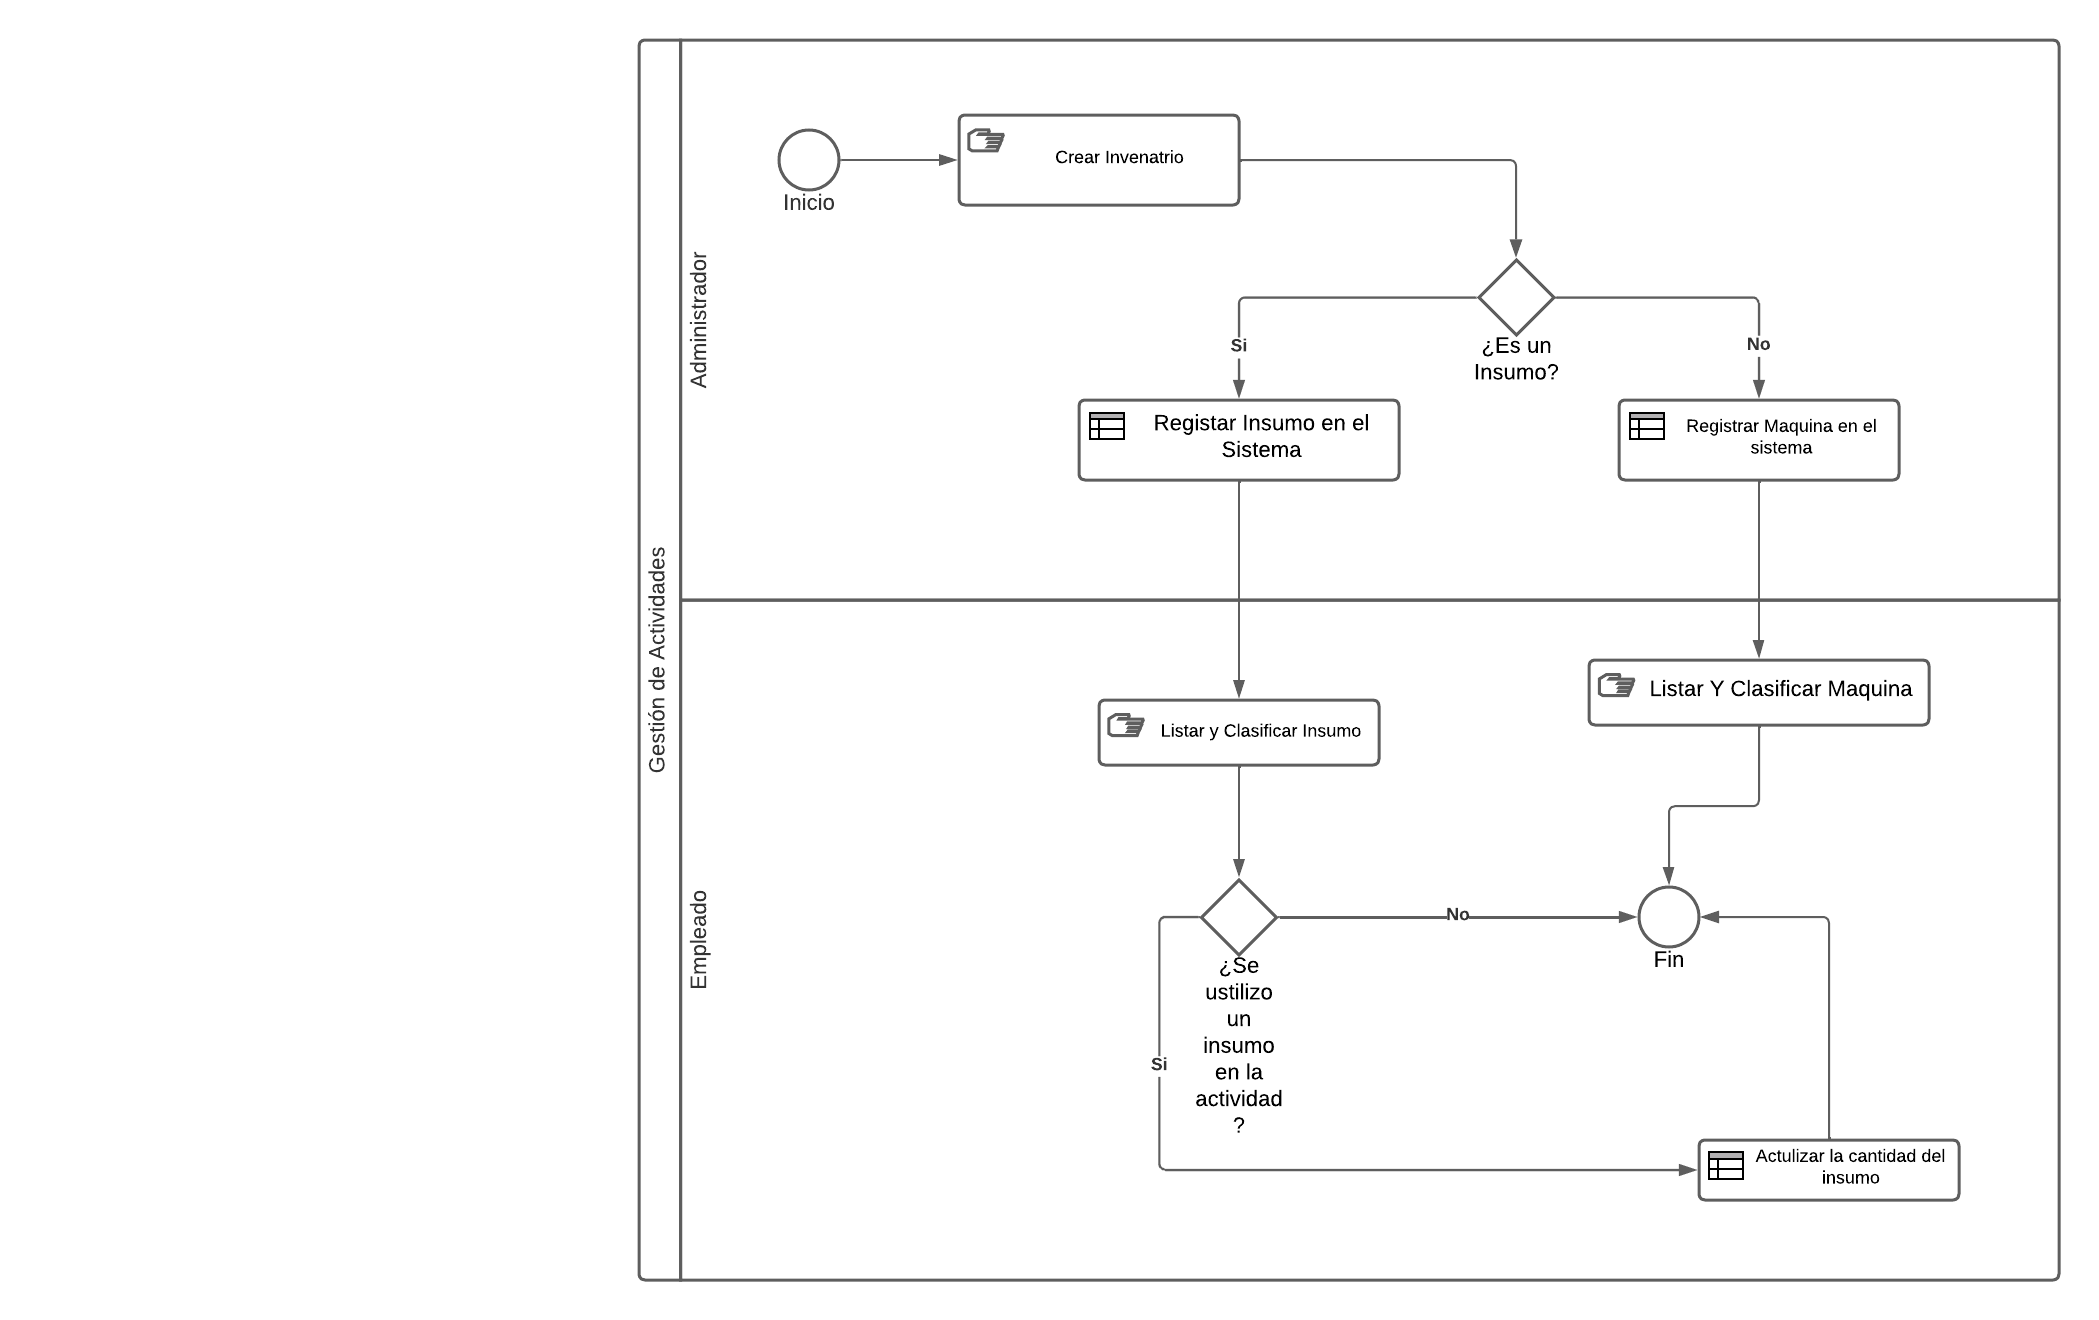 Gestión de Actividades
Administrador
Inicio
Crear Invenatrio
¿Es un
Insumo?
Si
No
Registar Insumo en el
Sistema
Registrar Maquina en el
sistema
Empleado
Listar y Clasificar Insumo
Listar Y Clasificar Maquina
No
Fin
¿Se
ustilizo
un
insumo
en la
actividad
?
Si
Actulizar la cantidad del
insumo